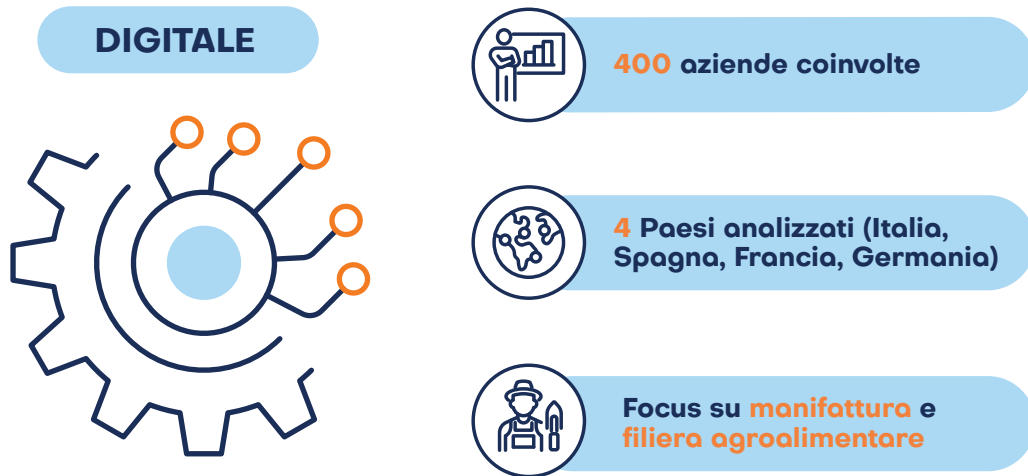 DIGITALE
400 aziende coinvolte
4 Paesi analizzati (Italia,
Spagna, Francia, Germania)
Focus su manifattura e
filiera agroalimentare